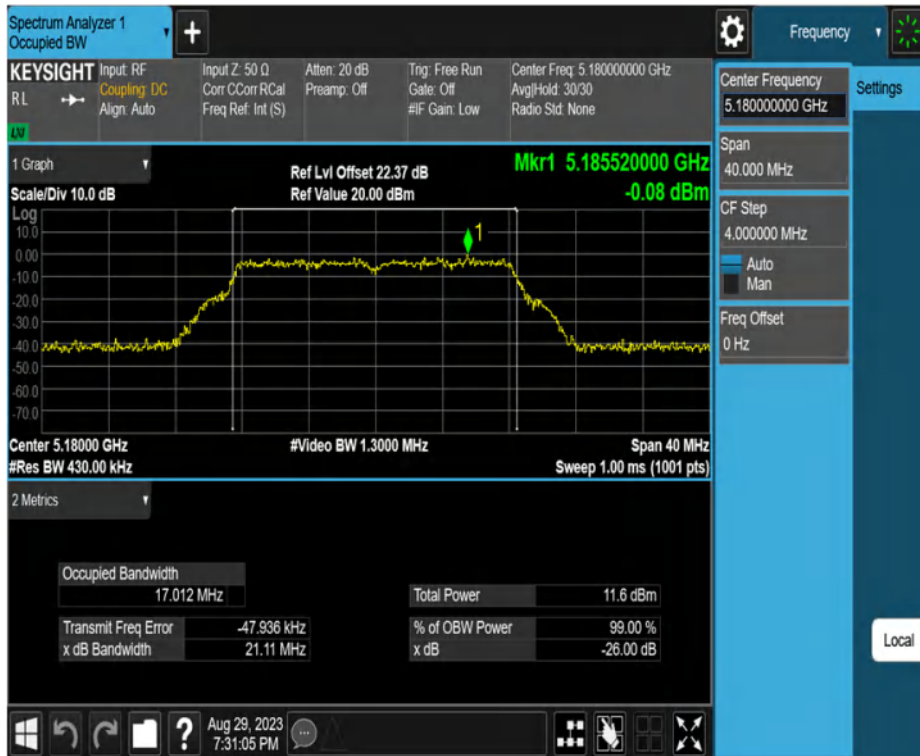 Spectrum Analyzer 1
Occupied BW
+
Frequency
KEYSIGHT
RL
LXI
Input: RF
Coupling: DC
Align: Auto
Input Z: 50 Ω
Corr CCorr RCal
Freq Ref: Int (S)
Atten: 20 dB
Preamp: Off
Trig: Free Run
Gate: Off
#IF Gain: Low
Center Freq: 5.180000000 GHz
Avg|Hold: 30/30
Radio Std: None
Center Frequency
5.180000000 GHz
Settings
Span
40.000 MHz
CF Step
4.000000 MHz
Auto
Man
Freq Offset
0 Hz
Local
1 Graph
Scale/Div 10.0 dB
Ref Lvl Offset 22.37 dB
Ref Value 20.00 dBm
Mkr1 5.185520000 GHz
-0.08 dBm
Log
10.0
0.00
-10.0
-20.0
-30.0
-40.0
-50.0
-60.0
-70.0
1
Center 5.18000 GHz
#Video BW 1.3000 MHz
Span 40 MHz
#Res BW 430.00 kHz
Sweep 1.00 ms (1001 pts)
2 Metrics
Occupied Bandwidth
17.012 MHz
Total Power 11.6 dBm
Transmit Freq Error -47.936 kHz
% of OBW Power 99.00 %
x dB Bandwidth 21.11 MHz
x dB -26.00 dB
?
Aug 29, 2023
7:31:05 PM